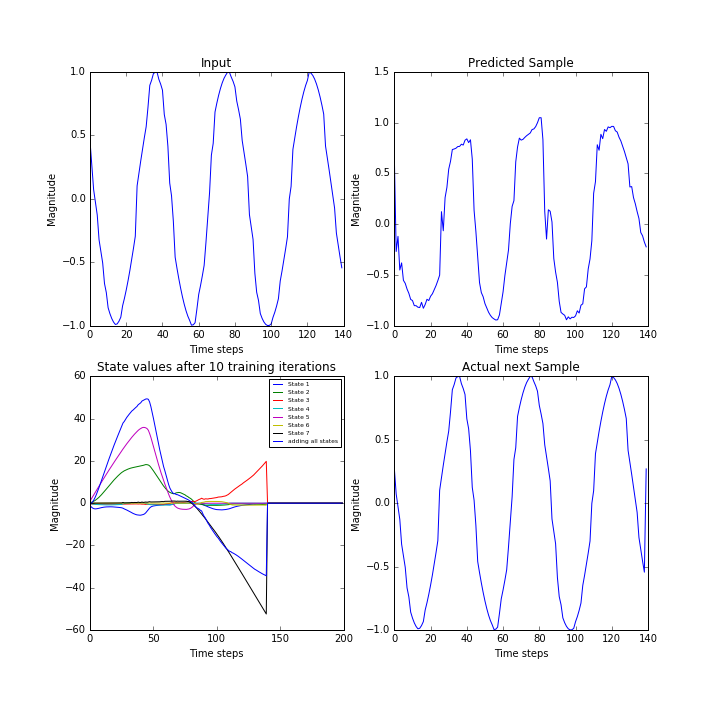 Input
Magnitude
1.0
0.5
0.0
−0.5
−1.0
0 20 40 60 80 100 120 140
Time steps
Predicted Sample
Magnitude
1.5
1.0
0.5
0.0
−0.5
−1.0
0 20 40 60 80 100 120 140
Time steps
State values after 10 training iterations
Magnitude
60
40
20
0
−20
−40
−60
0 50 100 150 200
Time steps
State 1
State 2
State 3
State 4
State 5
State 6
State 7
adding all states
Actual next Sample
Magnitude
1.0
0.5
0.0
−0.5
−1.0
0 20 40 60 80 100 120 140
Time steps